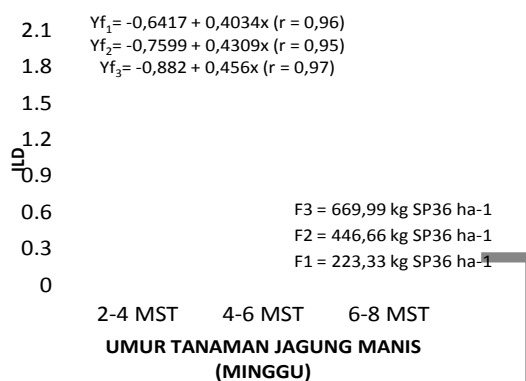 Yf1= -0,6417 + 0,4034x (r = 0,96)
Yf2= -0,7599 + 0,4309x (r = 0,95)
Yf3= -0,882 + 0,456x (r = 0,97)
2.1
1.8
1.5
1.2
0.9
0.6
0.3
0
ILD
F3 = 669,99 kg SP36 ha-1
F2 = 446,66 kg SP36 ha-1
F1 = 223,33 kg SP36 ha-1
2-4 MST 4-6 MST 6-8 MST
UMUR TANAMAN JAGUNG MANIS
(MINGGU)